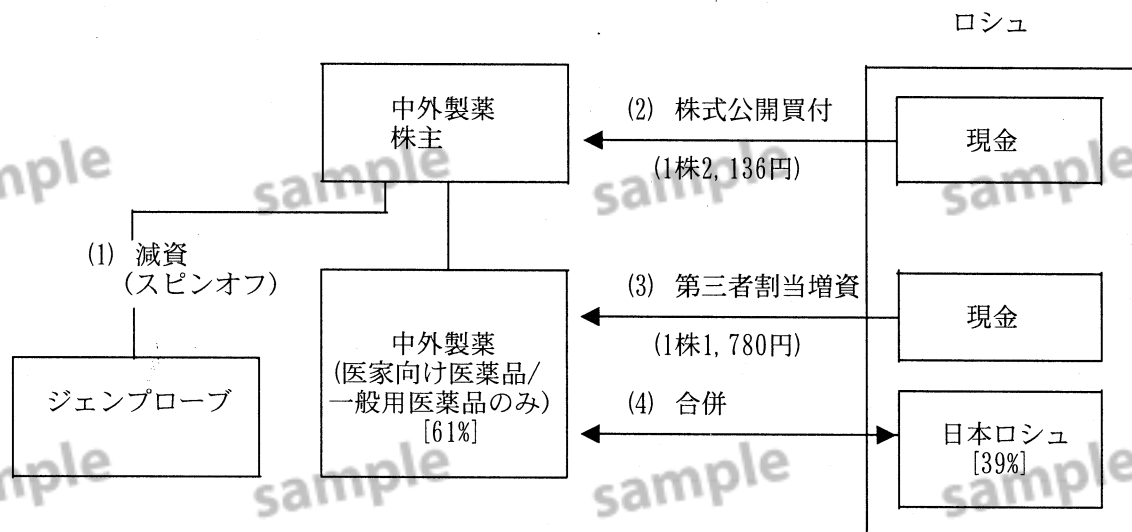 ロシュ
中外製薬
株主
(2) 株式公開買付
(1株2,136円)
現金
(1) 減資
(スピンオフ)
(3) 第三者割当増資
(1株1,780円)
現金
中外製薬
(医家向け医薬品/
一般用医薬品のみ)
[61%]
ジェンプローブ
(4) 合併
日本ロシュ
[39%]
sample
sample
sample
sample
sample
sample
sample
sample